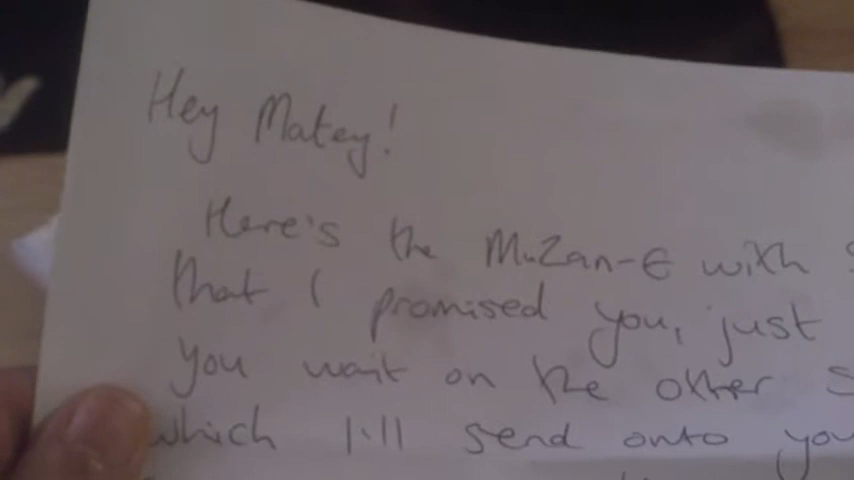 Hey Matey!
Here's the MuZan-E with
that I promised you, just
you wait on the other
which I'll send onto you